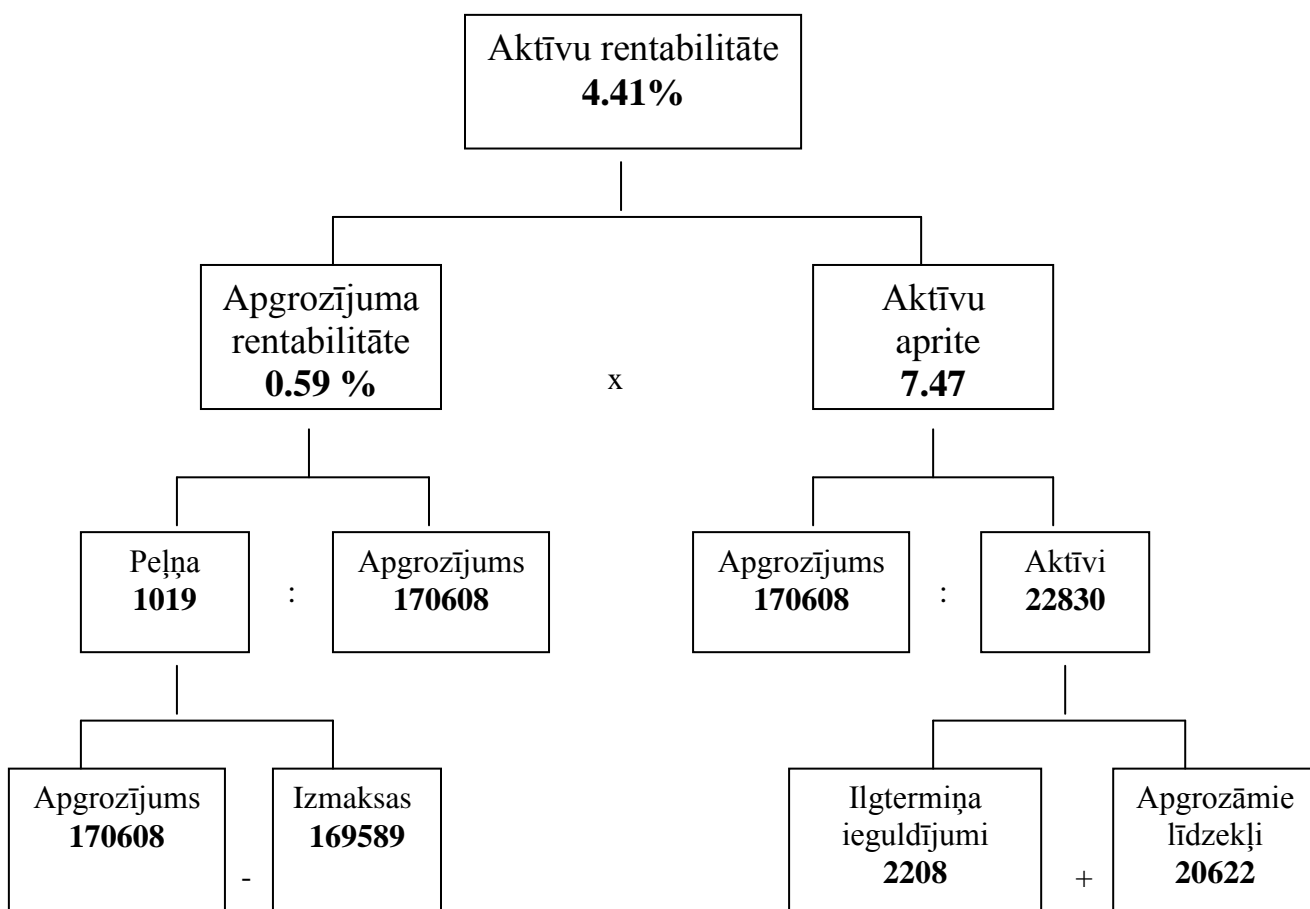 Aktīvu rentabilitāte
4.41%
Apgrozījuma
rentabilitāte
0.59 %
x
Aktīvu
aprite
7.47
Peļņa
1019
:
Apgrozījums
170608
Apgrozījums
170608
:
Aktīvi
22830
Apgrozījums
170608
-
Izmaksas
169589
Ilgtermiņa
ieguldījumi
2208
+
Apgrozāmie
līdzekļi
20622